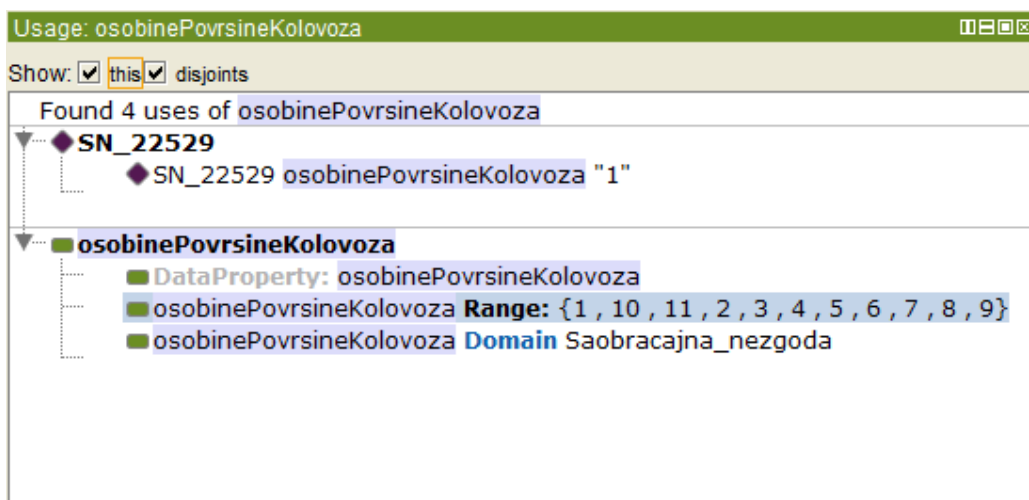 Usage: osobinePovrsineKolovoza
Show: this disjoints
Found 4 uses of osobinePovrsineKolovoza
SN_22529
SN_22529 osobinePovrsineKolovoza "1"
osobinePovrsineKolovoza
DataProperty: osobinePovrsineKolovoza
osobinePovrsineKolovoza Range: {1 , 10 , 11 , 2 , 3 , 4 , 5 , 6 , 7 , 8 , 9}
osobinePovrsineKolovoza Domain Saobracajna_nezgoda